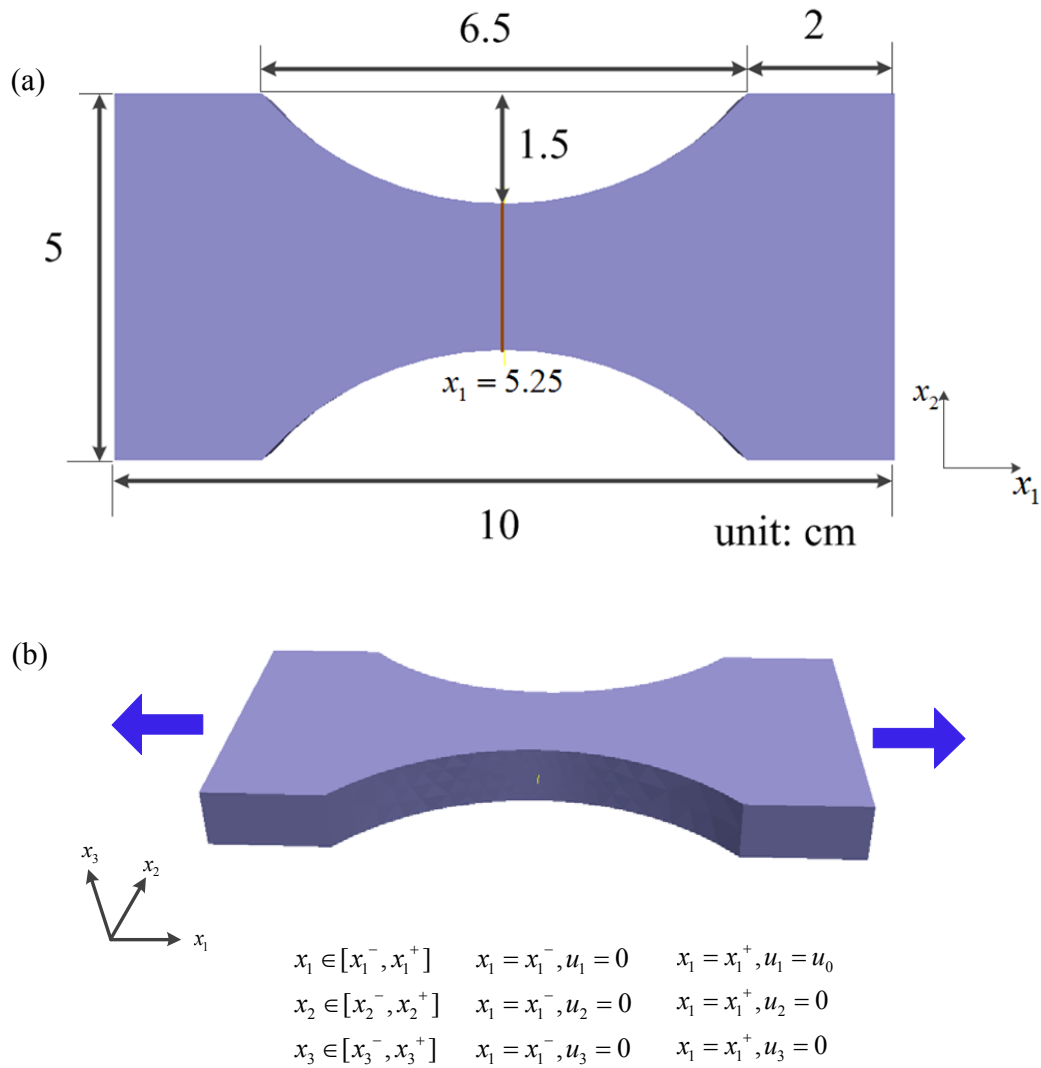 (a)
6.5
2
1.5
5
x₁ = 5.25
x₂
x₁
10
unit: cm
(b)
x₃
x₂
x₁
x₁ ∈ [x₁⁻, x₁⁺] x₁ = x₁⁻, u₁ = 0 x₁ = x₁⁺, u₁ = u₀
x₂ ∈ [x₂⁻, x₂⁺] x₁ = x₁⁻, u₂ = 0 x₁ = x₁⁺, u₂ = 0
x₃ ∈ [x₃⁻, x₃⁺] x₁ = x₁⁻, u₃ = 0 x₁ = x₁⁺, u₃ = 0